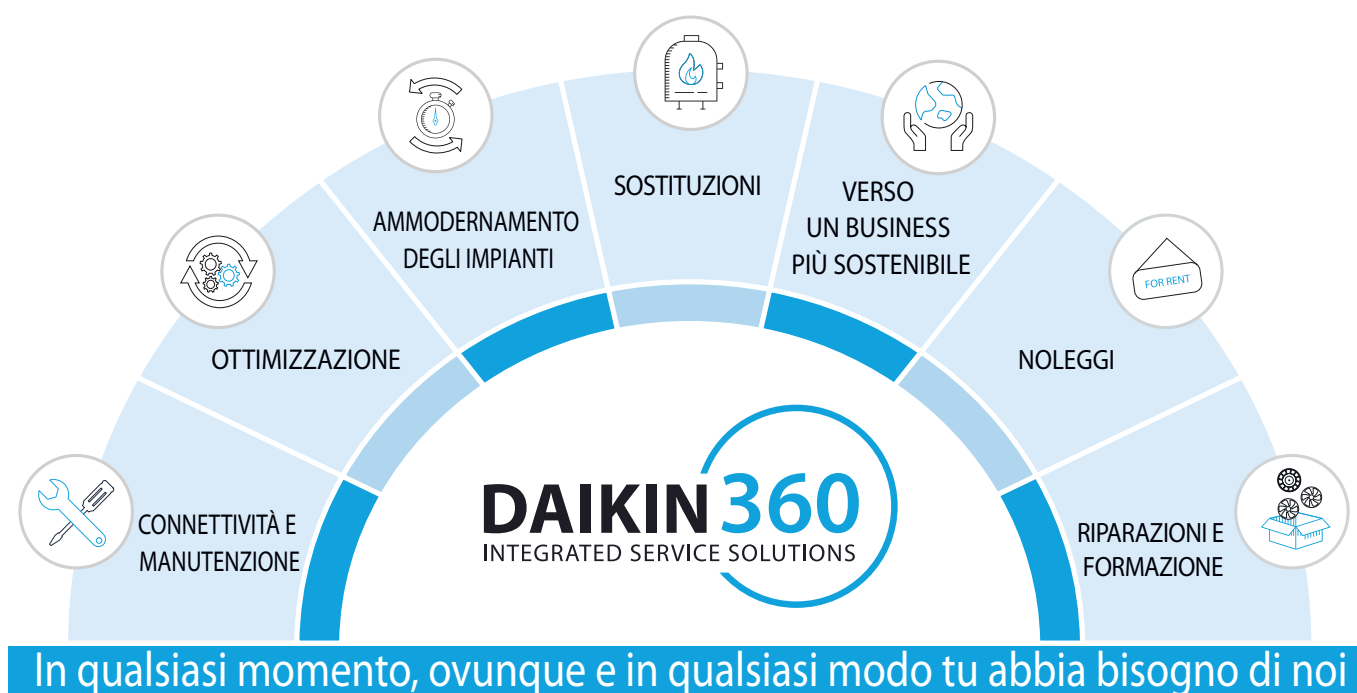 CONNETTIVITÀ E
MANUTENZIONE
OTTIMIZZAZIONE
AMMODERNAMENTO
DEGLI IMPIANTI
SOSTITUZIONI
VERSO
UN BUSINESS
PIÙ SOSTENIBILE
FOR RENT
NOLEGGI
RIPARAZIONI E
FORMAZIONE
DAIKIN 360
INTEGRATED SERVICE SOLUTIONS
In qualsiasi momento, ovunque e in qualsiasi modo tu abbia bisogno di noi